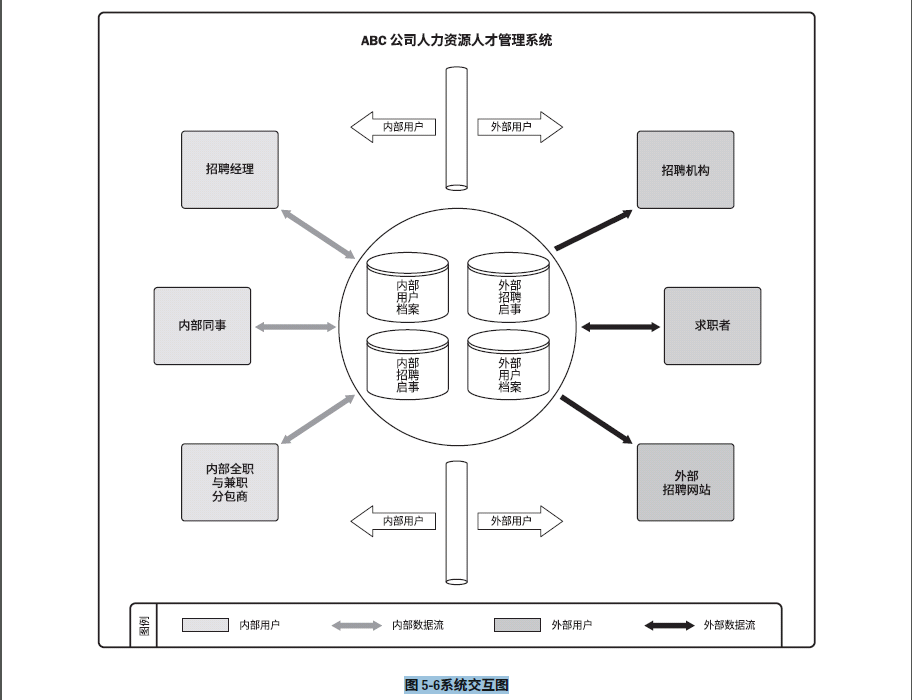 ABC 公司人力资源人才管理系统
内部用户
外部用户
招聘经理
招聘机构
内部
用户
档案
外部
招聘
启事
内部同事
求职者
内部
招聘
启事
外部
用户
档案
内部全职
与兼职
分包商
外部
招聘网站
内部用户
外部用户
图例
内部用户
内部数据流
外部用户
外部数据流
图 5-6系统交互图